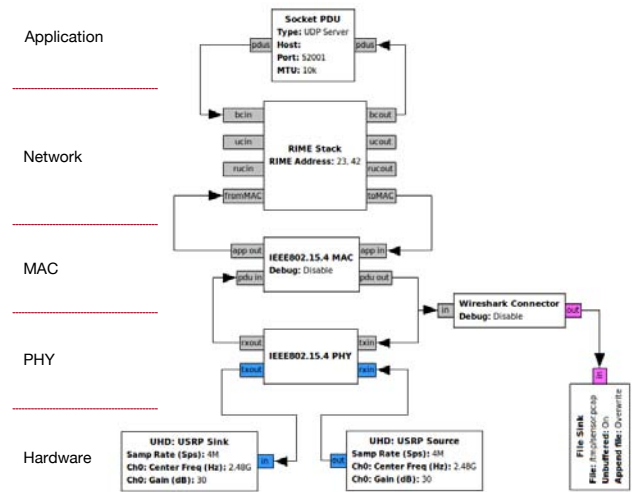 Application
Socket PDU
Type: UDP Server
Host:
Port: 52001
MTU: 10k
pdus
pdus
Network
bcin
bcout
ucin
ucout
rucin
rucout
fromMAC
toMAC
RIME Stack
RIME Address: 23, 42
MAC
app out
app in
IEEE802.15.4 MAC
Debug: Disable
pdu in
pdu out
in
Wireshark Connector
Debug: Disable
out
PHY
rxout
txin
IEEE802.15.4 PHY
txout
rxin
in
File Sink
File: /tmp/sensor.pcap
Unbuffered: On
Append file: Overwrite
Hardware
UHD: USRP Sink
Samp Rate (Sps): 4M
Ch0: Center Freq (Hz): 2.48G
Ch0: Gain (dB): 30
in
out
UHD: USRP Source
Samp Rate (Sps): 4M
Ch0: Center Freq (Hz): 2.48G
Ch0: Gain (dB): 30